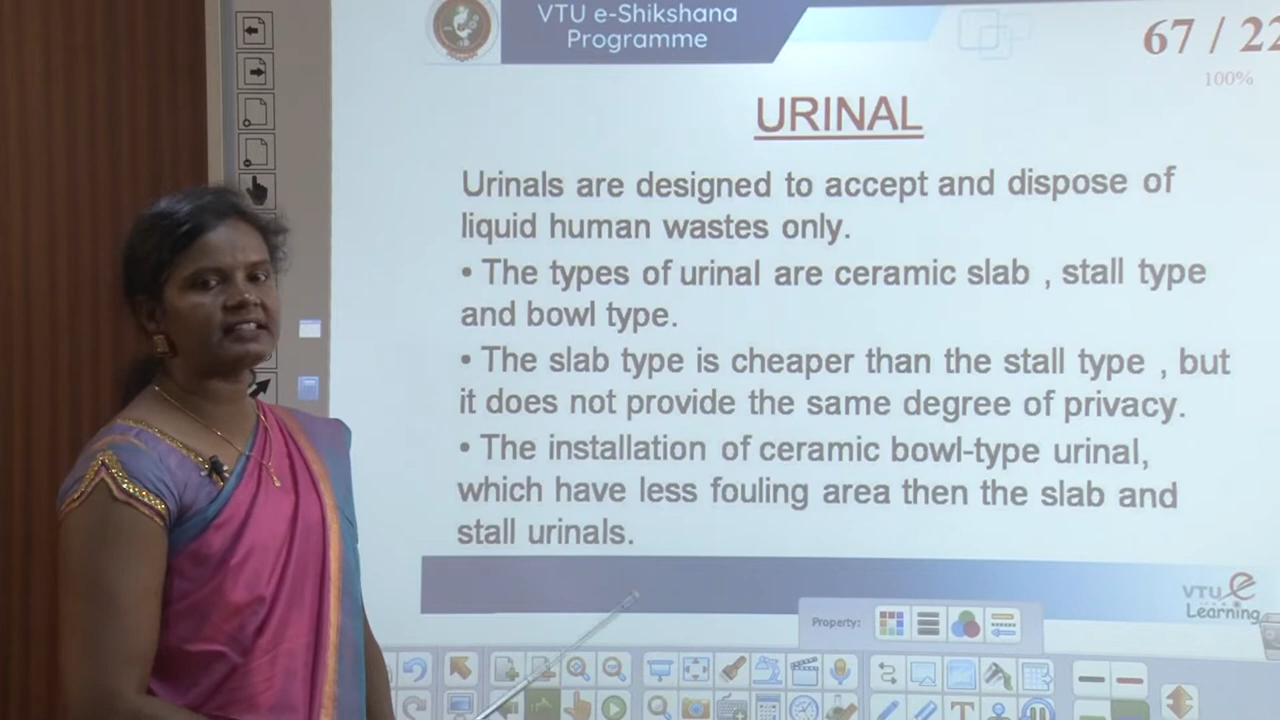 VTU e-Shikshana
Programme
67 / 22
100%
URINAL
Urinals are designed to accept and dispose of
liquid human wastes only.
• The types of urinal are ceramic slab , stall type
and bowl type.
• The slab type is cheaper than the stall type , but
it does not provide the same degree of privacy.
• The installation of ceramic bowl-type urinal,
which have less fouling area then the slab and
stall urinals.
VTU e
Learning
Property: